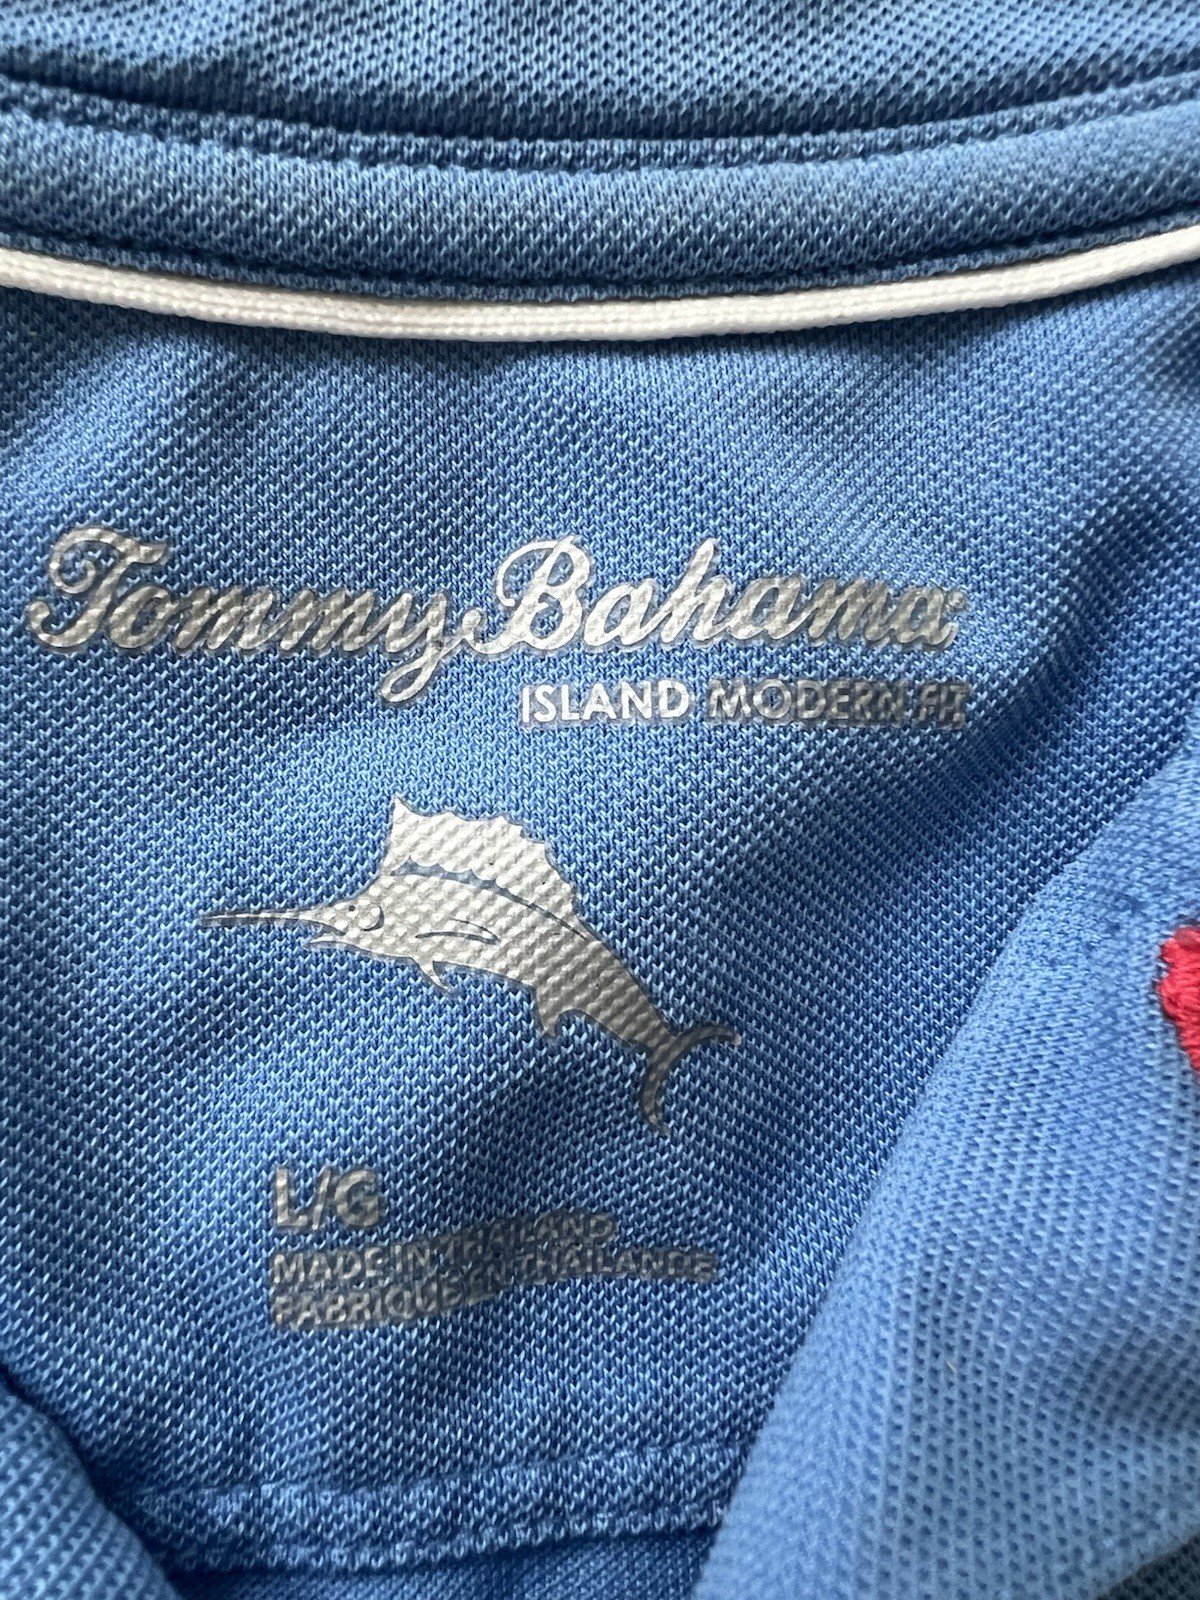 Tommy Bahama
ISLAND MODERN FIT
L/G
MADE IN THAILAND
FABRIQUE EN THAILANDE